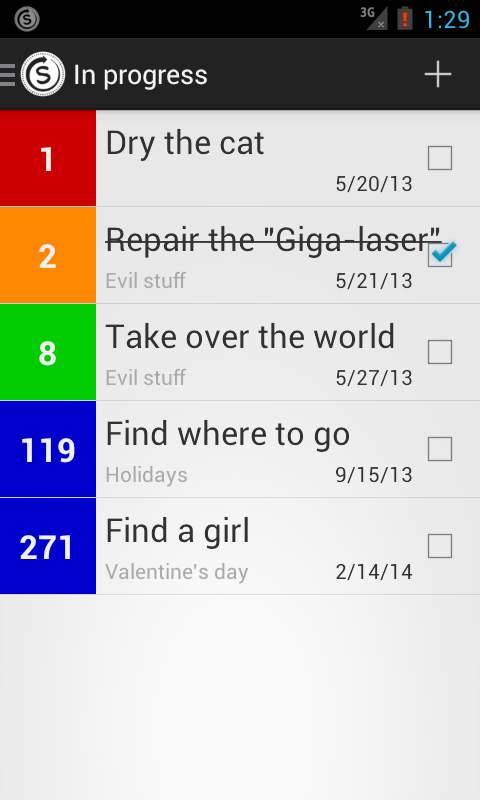 3G 1:29
In progress
1 Dry the cat
5/20/13
2 Repair the "Giga-laser"
Evil stuff 5/21/13
8 Take over the world
Evil stuff 5/27/13
119 Find where to go
Holidays 9/15/13
271 Find a girl
Valentine's day 2/14/14